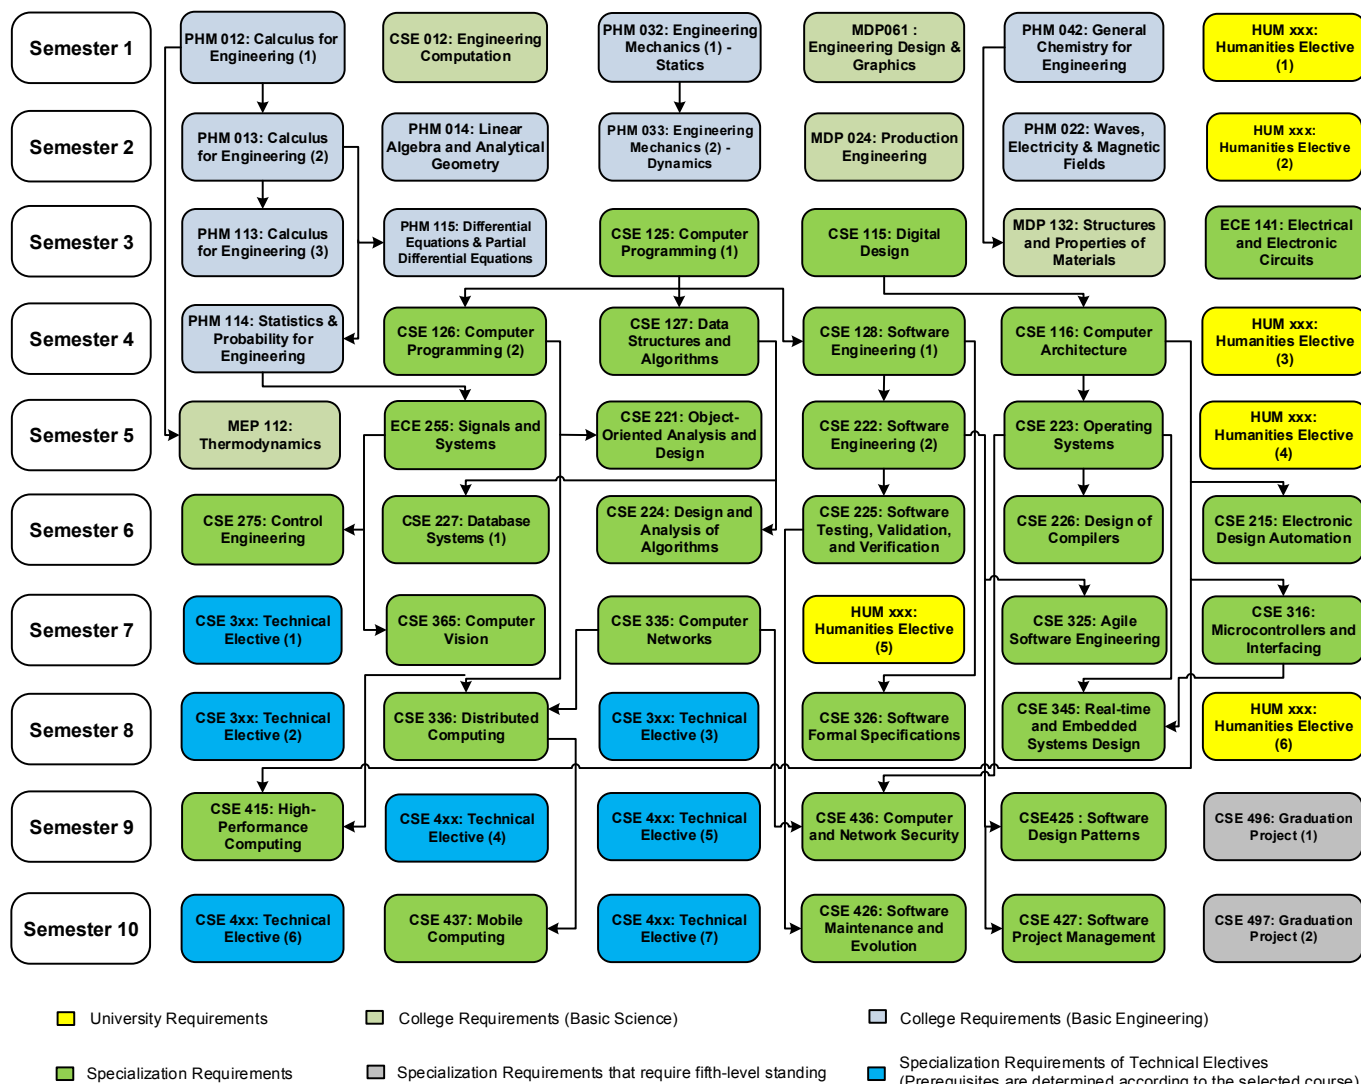 Semester 1
PHM 012: Calculus for
Engineering (1)
CSE 012: Engineering
Computation
PHM 032: Engineering
Mechanics (1) -
Statics
MDP061 :
Engineering Design &
Graphics
PHM 042: General
Chemistry for
Engineering
HUM xxx:
Humanities Elective
(1)
Semester 2
PHM 013: Calculus
for Engineering (2)
PHM 014: Linear
Algebra and Analytical
Geometry
PHM 033: Engineering
Mechanics (2) -
Dynamics
MDP 024: Production
Engineering
PHM 022: Waves,
Electricity & Magnetic
Fields
HUM xxx:
Humanities Elective
(2)
Semester 3
PHM 113: Calculus
for Engineering
(3)
PHM 115: Differential
Equations & Partial
Differential Equations
CSE 125: Computer
Programming (1)
CSE 115: Digital
Design
MDP 132: Structures
and Properties of
Materials
ECE 141: Electrical
and Electronic
Circuits
Semester 4
PHM 114: Statistics &
Probability for
Engineering
CSE 126: Computer
Programming (2)
CSE 127: Data
Structures and
Algorithms
CSE 128: Software
Engineering (1)
CSE 116: Computer
Architecture
HUM xxx:
Humanities Elective
(3)
Semester 5
MEP 112:
Thermodynamics
ECE 255: Signals and
Systems
CSE 221: Object-
Oriented Analysis and
Design
CSE 222: Software
Engineering (2)
CSE 223: Operating
Systems
HUM xxx:
Humanities Elective
(4)
Semester 6
CSE 275: Control
Engineering
CSE 227: Database
Systems (1)
CSE 224: Design and
Analysis of
Algorithms
CSE 225: Software
Testing, Validation,
and Verification
CSE 226: Design of
Compilers
CSE 215: Electronic
Design Automation
Semester 7
CSE 3xx: Technical
Elective (1)
CSE 365: Computer
Vision
CSE 335: Computer
Networks
HUM xxx:
Humanities Elective
(5)
CSE 325: Agile
Software Engineering
CSE 316:
Microcontrollers and
Interfacing
Semester 8
CSE 3xx: Technical
Elective (2)
CSE 336: Distributed
Computing
CSE 3xx: Technical
Elective (3)
CSE 326: Software
Formal Specifications
CSE 345: Real-time
and Embedded
Systems Design
HUM xxx:
Humanities Elective
(6)
Semester 9
CSE 415: High-
Performance
Computing
CSE 4xx: Technical
Elective (4)
CSE 4xx: Technical
Elective (5)
CSE 436: Computer
and Network Security
CSE425 : Software
Design Patterns
CSE 496: Graduation
Project (1)
Semester 10
CSE 4xx: Technical
Elective (6)
CSE 437: Mobile
Computing
CSE 4xx: Technical
Elective (7)
CSE 426: Software
Maintenance and
Evolution
CSE 427: Software
Project Management
CSE 497: Graduation
Project (2)
University Requirements
College Requirements (Basic Science)
College Requirements (Basic Engineering)
Specialization Requirements
Specialization Requirements that require fifth-level standing
Specialization Requirements of Technical Electives
(Prerequisites are determined according to the selected course)